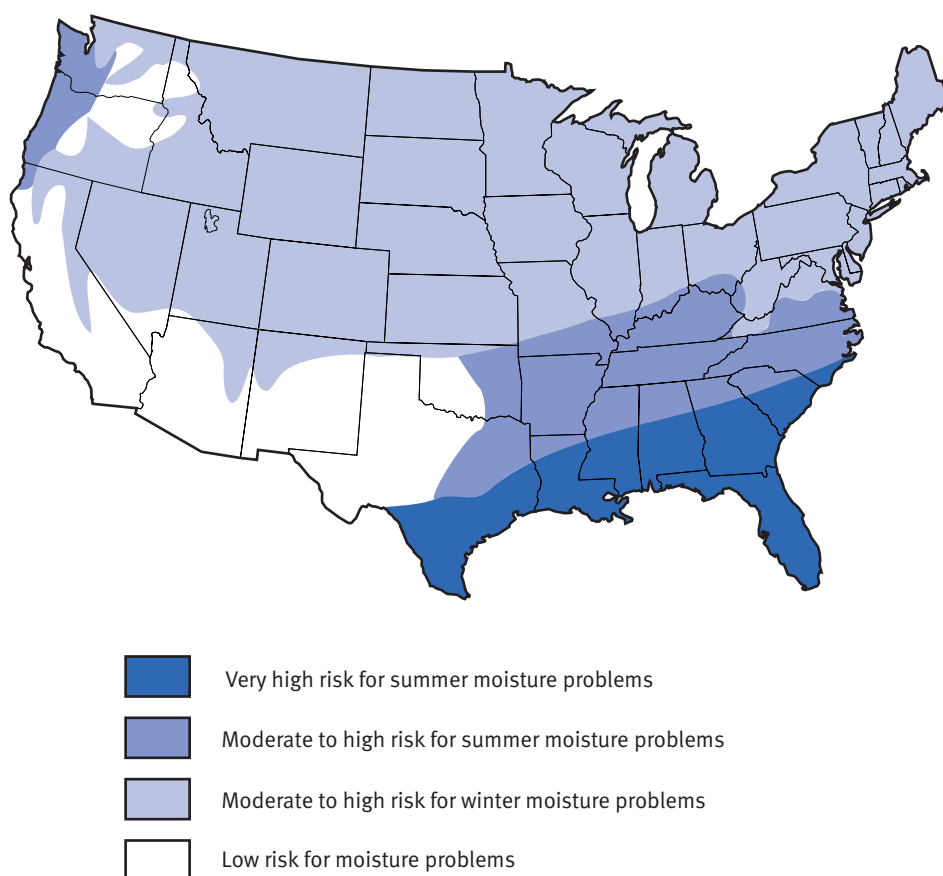 Very high risk for summer moisture problems
Moderate to high risk for summer moisture problems
Moderate to high risk for winter moisture problems
Low risk for moisture problems